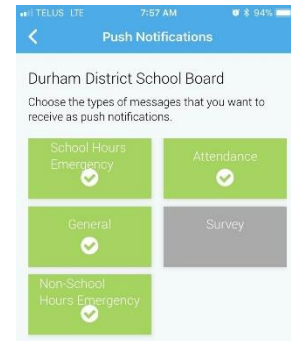 TELUS LTE 7:57 AM 94%
Push Notifications
Durham District School Board
Choose the types of messages that you want to
receive as push notifications.
School Hours
Emergency
Attendance
General
Survey
Non-School
Hours Emergency